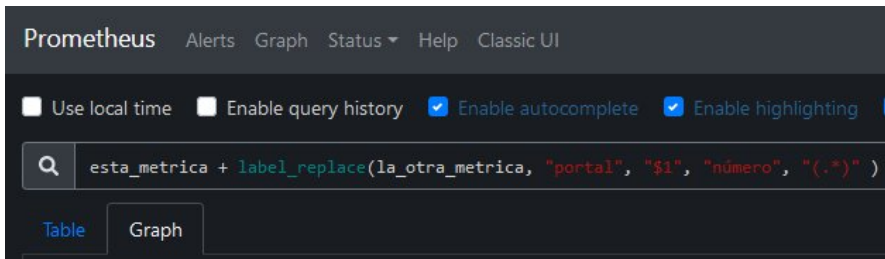 Prometheus Alerts Graph Status Help Classic UI
Use local time Enable query history Enable autocomplete Enable highlighting
esta_metrica + label_replace(la_otra_metrica, "portal", "$1", "número", "(.*)" )
Table Graph